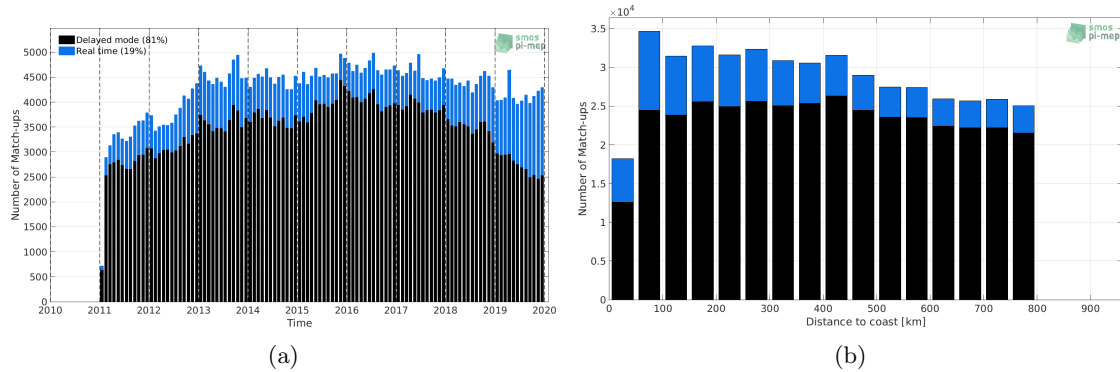 Delayed mode (81%)
Real time (19%)
smos
pi-mep
Number of Match-ups
5000
4500
4000
3500
3000
2500
2000
1500
1000
500
0
2010 2011 2012 2013 2014 2015 2016 2017 2018 2019 2020
Time
(a)
×10⁴
smos
pi-mep
Number of Match-ups
3.5
3
2.5
2
1.5
1
0.5
0
0 100 200 300 400 500 600 700 800 900
Distance to coast [km]
(b)